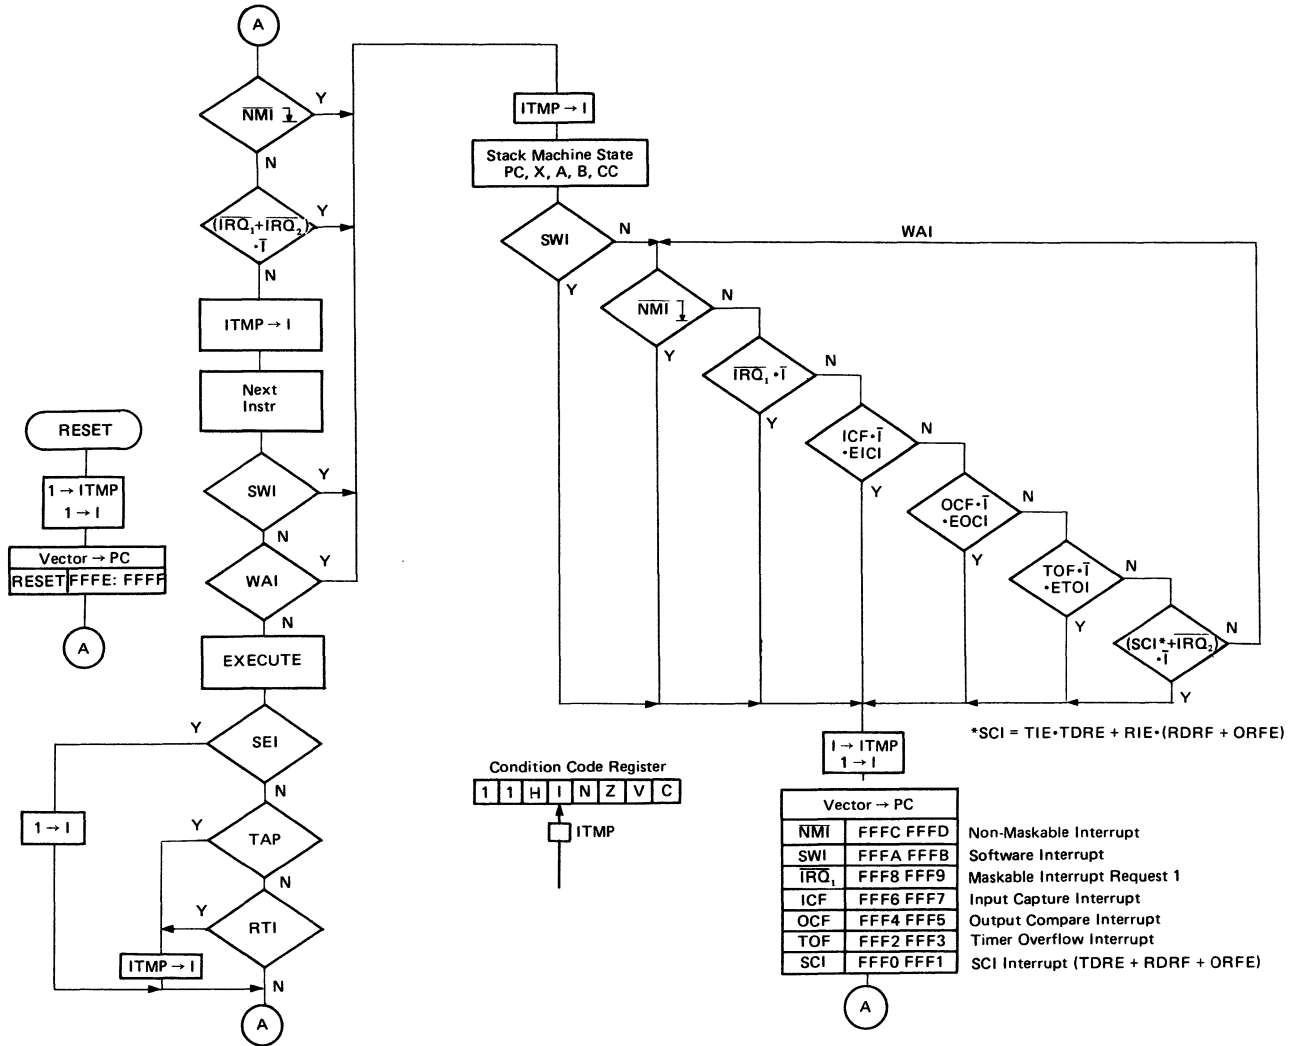 A
NMI
Y
N
(IRQ1+IRQ2)
·I
Y
N
ITMP → I
Next
Instr
SWI
Y
N
WAI
Y
N
EXECUTE
SEI
Y
N
1 → I
TAP
Y
N
RTI
Y
N
ITMP → I
A
RESET
1 → ITMP
1 → I
Vector → PC
RESET FFFE: FFFF
A
ITMP → I
Stack Machine State
PC, X, A, B, CC
SWI
N
Y
WAI
NMI
N
Y
IRQ1 · I
N
Y
ICF·I
·EICI
N
Y
OCF·I
·EOCI
N
Y
TOF·I
·ETOI
N
Y
(SCI*+IRQ2)
·I
N
Y
*SCI = TIE·TDRE + RIE·(RDRF + ORFE)
I → ITMP
1 → I
Condition Code Register
1 1 H I N Z V C
ITMP
Vector → PC
NMI FFFC FFFD Non-Maskable Interrupt
SWI FFFA FFFB Software Interrupt
IRQ1 FFF8 FFF9 Maskable Interrupt Request 1
ICF FFF6 FFF7 Input Capture Interrupt
OCF FFF4 FFF5 Output Compare Interrupt
TOF FFF2 FFF3 Timer Overflow Interrupt
SCI FFF0 FFF1 SCI Interrupt (TDRE + RDRF + ORFE)
A